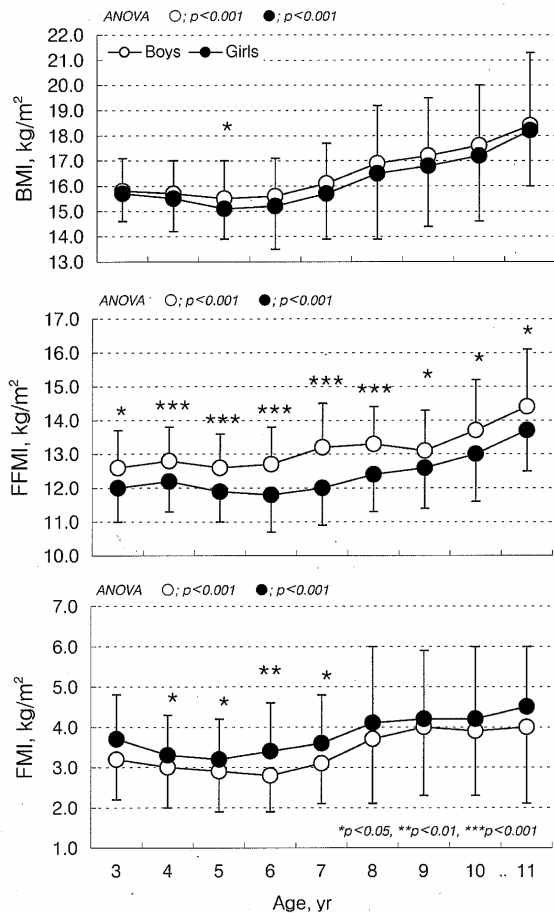 ANOVA ○; p<0.001 ●; p<0.001
Boys Girls
BMI, kg/m²
22.0
21.0
20.0
19.0
18.0
17.0
16.0
15.0
14.0
13.0
*
ANOVA ○; p<0.001 ●; p<0.001
FFMI, kg/m²
17.0
16.0
15.0
14.0
13.0
12.0
11.0
10.0
* *** *** *** *** *** * * *
ANOVA ○; p<0.001 ●; p<0.001
FMI, kg/m²
7.0
6.0
5.0
4.0
3.0
2.0
1.0
* * ** *
*p<0.05, **p<0.01, ***p<0.001
3 4 5 6 7 8 9 10 .. 11
Age, yr